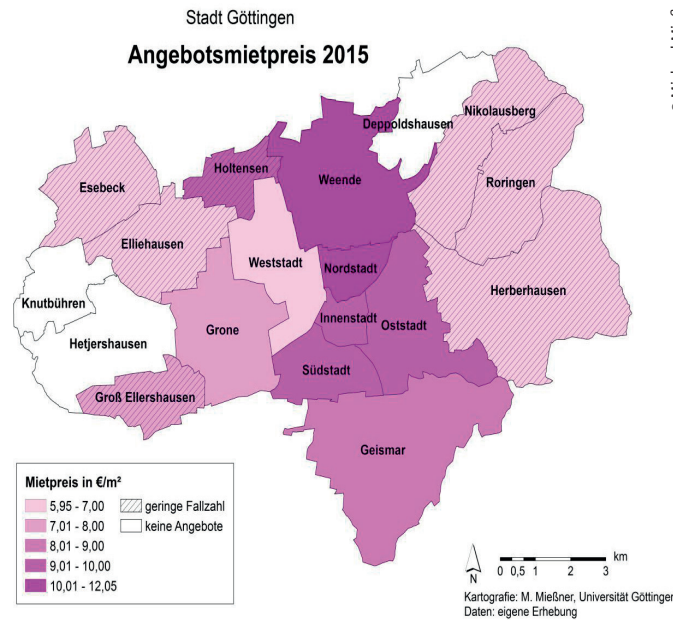 Stadt Göttingen
Angebotsmietpreis 2015
Deppoldshausen
Nikolausberg
Holtensen
Esebeck
Weende
Roringen
Elliehausen
Weststadt
Nordstadt
Herberhausen
Knutbühren
Innenstadt
Oststadt
Grone
Hetjershausen
Südstadt
Groß Ellershausen
Geismar
Mietpreis in €/m²
5,95 - 7,00
geringe Fallzahl
7,01 - 8,00
keine Angebote
8,01 - 9,00
9,01 - 10,00
10,01 - 12,05
N
km
0 0,5 1 2 3
Kartografie: M. Mießner, Universität Göttingen
Daten: eigene Erhebung